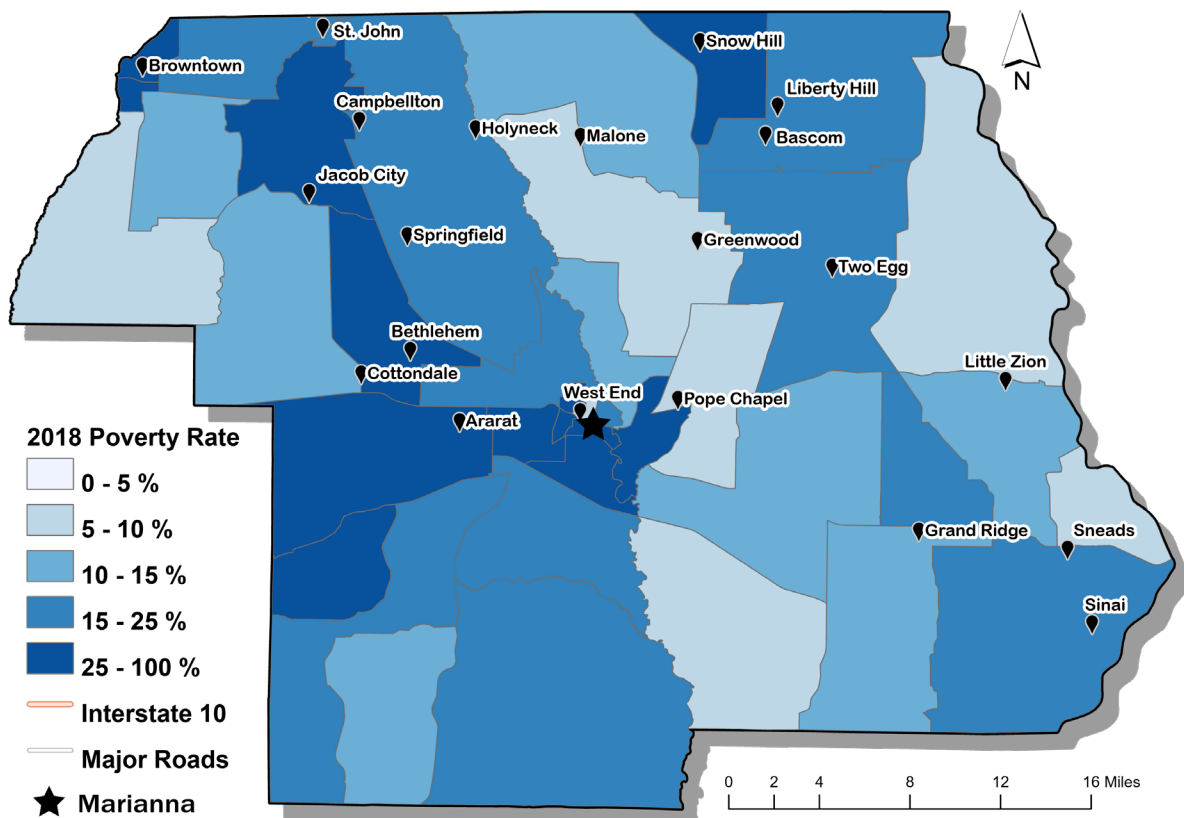 St. John
Snow Hill
N
Browntown
Liberty Hill
Campbellton
Holyneck
Malone
Bascom
Jacob City
Springfield
Greenwood
Two Egg
Bethlehem
Little Zion
Cottondale
West End
Pope Chapel
Ararat
2018 Poverty Rate
0 - 5 %
5 - 10 %
10 - 15 %
15 - 25 %
25 - 100 %
Interstate 10
Major Roads
Marianna
Grand Ridge
Sneads
Sinai
0 2 4 8 12 16 Miles